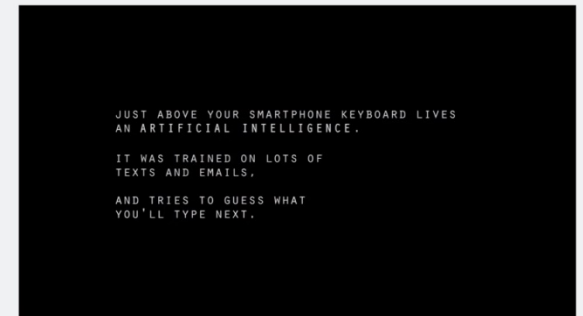 JUST ABOVE YOUR SMARTPHONE KEYBOARD LIVES
AN ARTIFICIAL INTELLIGENCE.
IT WAS TRAINED ON LOTS OF
TEXTS AND EMAILS,
AND TRIES TO GUESS WHAT
YOU'LL TYPE NEXT.